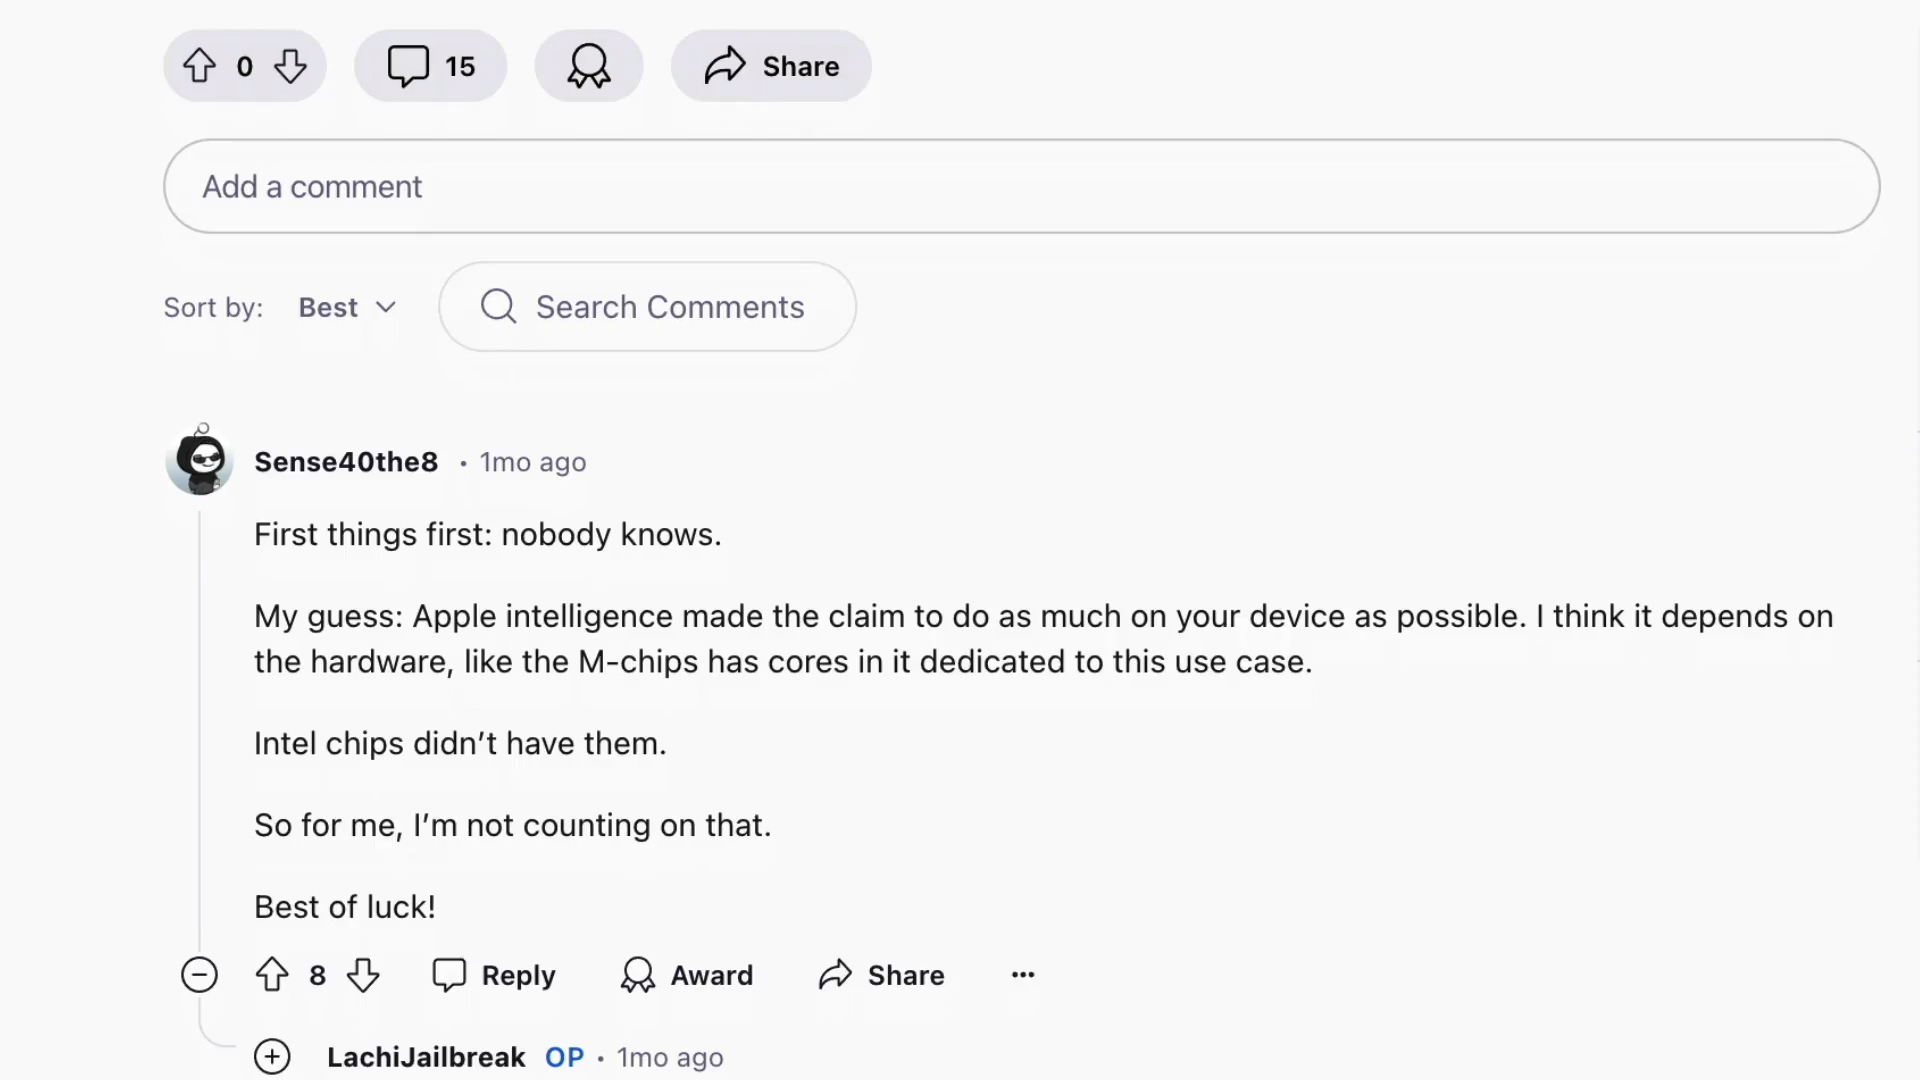 0
15
Share
Add a comment
Sort by: Best
Search Comments
Sense40the8 • 1mo ago
First things first: nobody knows.
My guess: Apple intelligence made the claim to do as much on your device as possible. I think it depends on
the hardware, like the M-chips has cores in it dedicated to this use case.
Intel chips didn’t have them.
So for me, I’m not counting on that.
Best of luck!
8 Reply Award Share ...
LachiJailbreak OP • 1mo ago